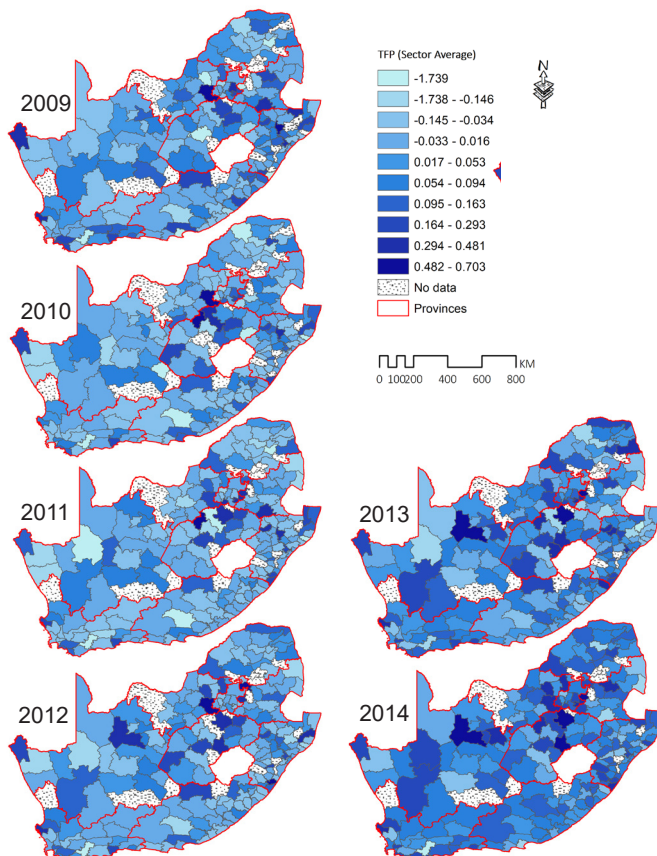 2009
2010
2011
2012
TFP (Sector Average)
-1.739
-1.738 - -0.146
-0.145 - -0.034
-0.033 - 0.016
0.017 - 0.053
0.054 - 0.094
0.095 - 0.163
0.164 - 0.293
0.294 - 0.481
0.482 - 0.703
No data
Provinces
N
KM
0 100200 400 600 800
2013
2014